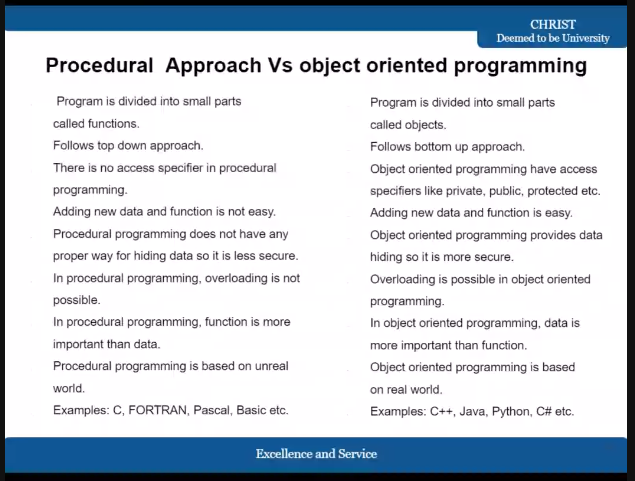 CHRIST
Deemed to be University
Procedural Approach Vs object oriented programming
Program is divided into small parts
called functions.
Follows top down approach.
There is no access specifier in procedural
programming.
Adding new data and function is not easy.
Procedural programming does not have any
proper way for hiding data so it is less secure.
In procedural programming, overloading is not
possible.
In procedural programming, function is more
important than data.
Procedural programming is based on unreal
world.
Examples: C, FORTRAN, Pascal, Basic etc.
Program is divided into small parts
called objects.
Follows bottom up approach.
Object oriented programming have access
specifiers like private, public, protected etc.
Adding new data and function is easy.
Object oriented programming provides data
hiding so it is more secure.
Overloading is possible in object oriented
programming.
In object oriented programming, data is
more important than function.
Object oriented programming is based
on real world.
Examples: C++, Java, Python, C# etc.
Excellence and Service